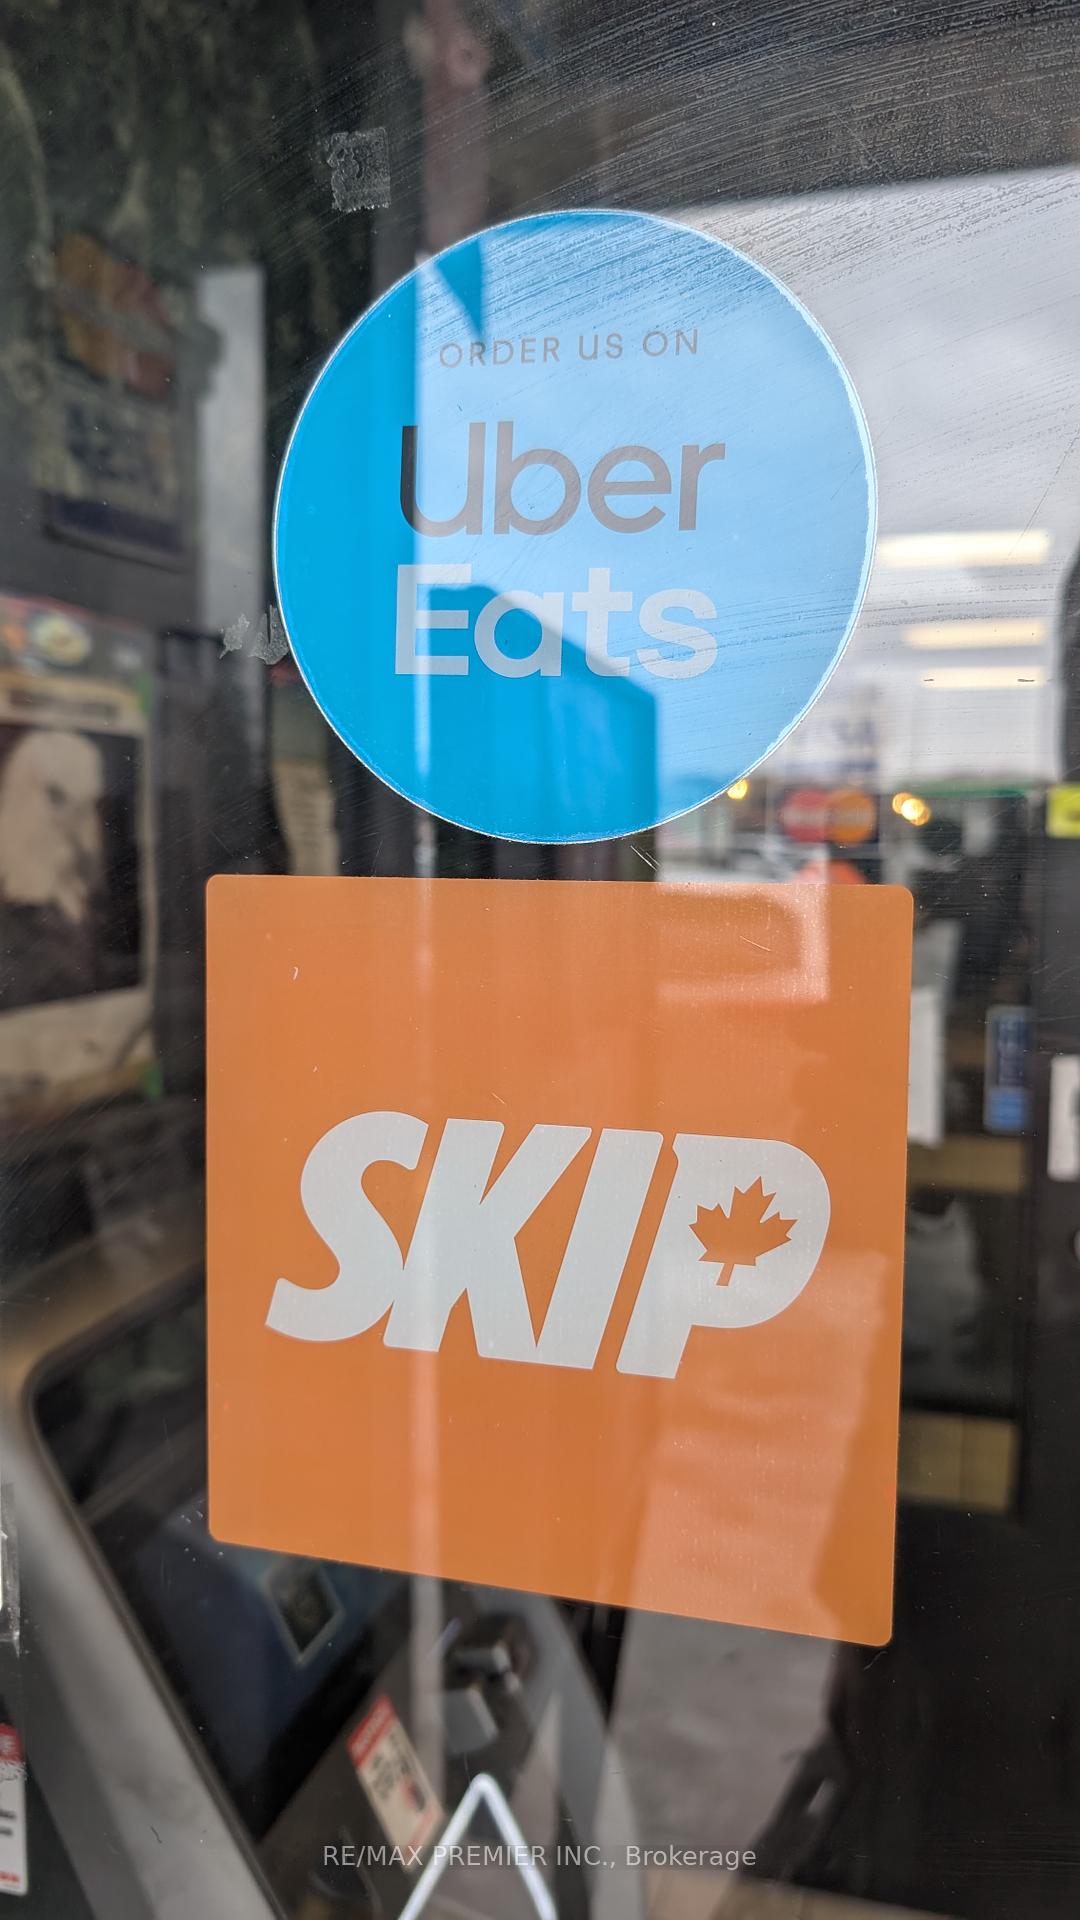 ORDER US ON
Uber
Eats
SKIP
RE/MAX PREMIER INC., Brokerage